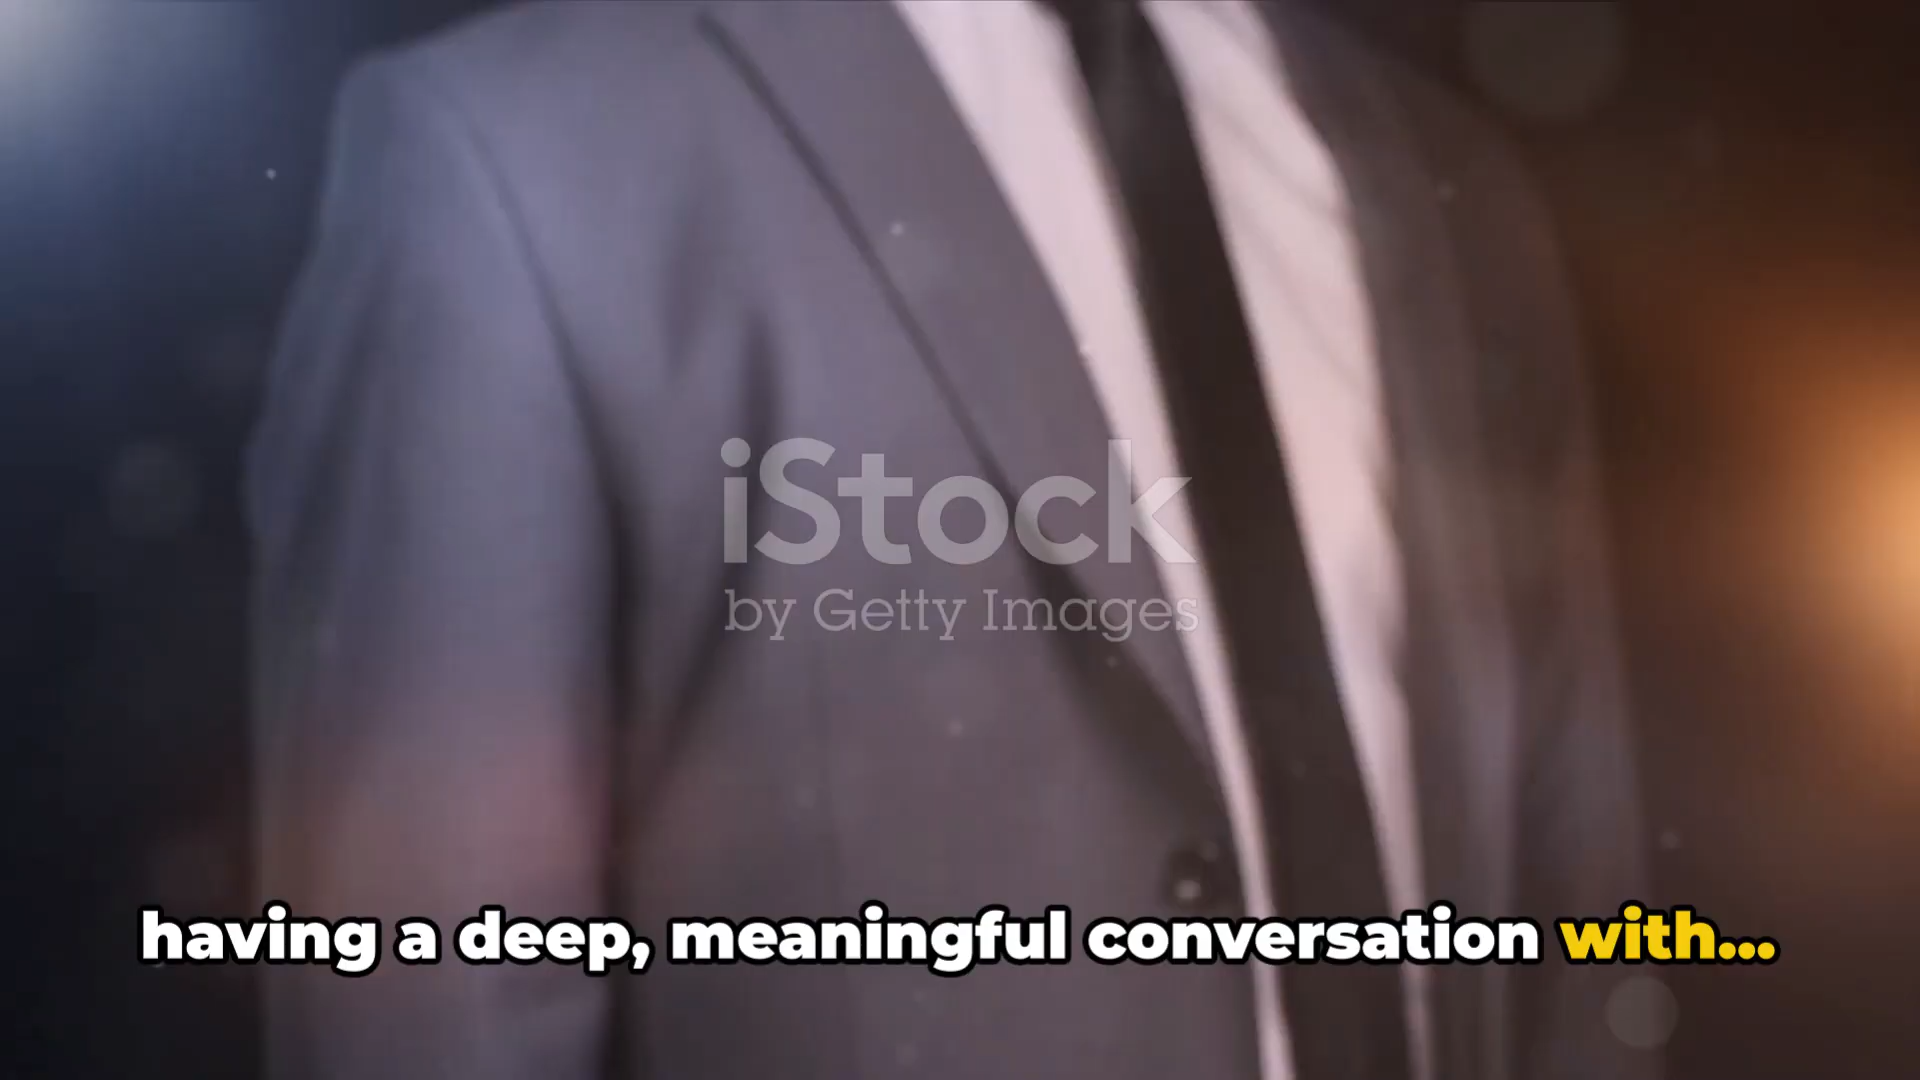 iStock
by Getty Images
having a deep, meaningful conversation with...